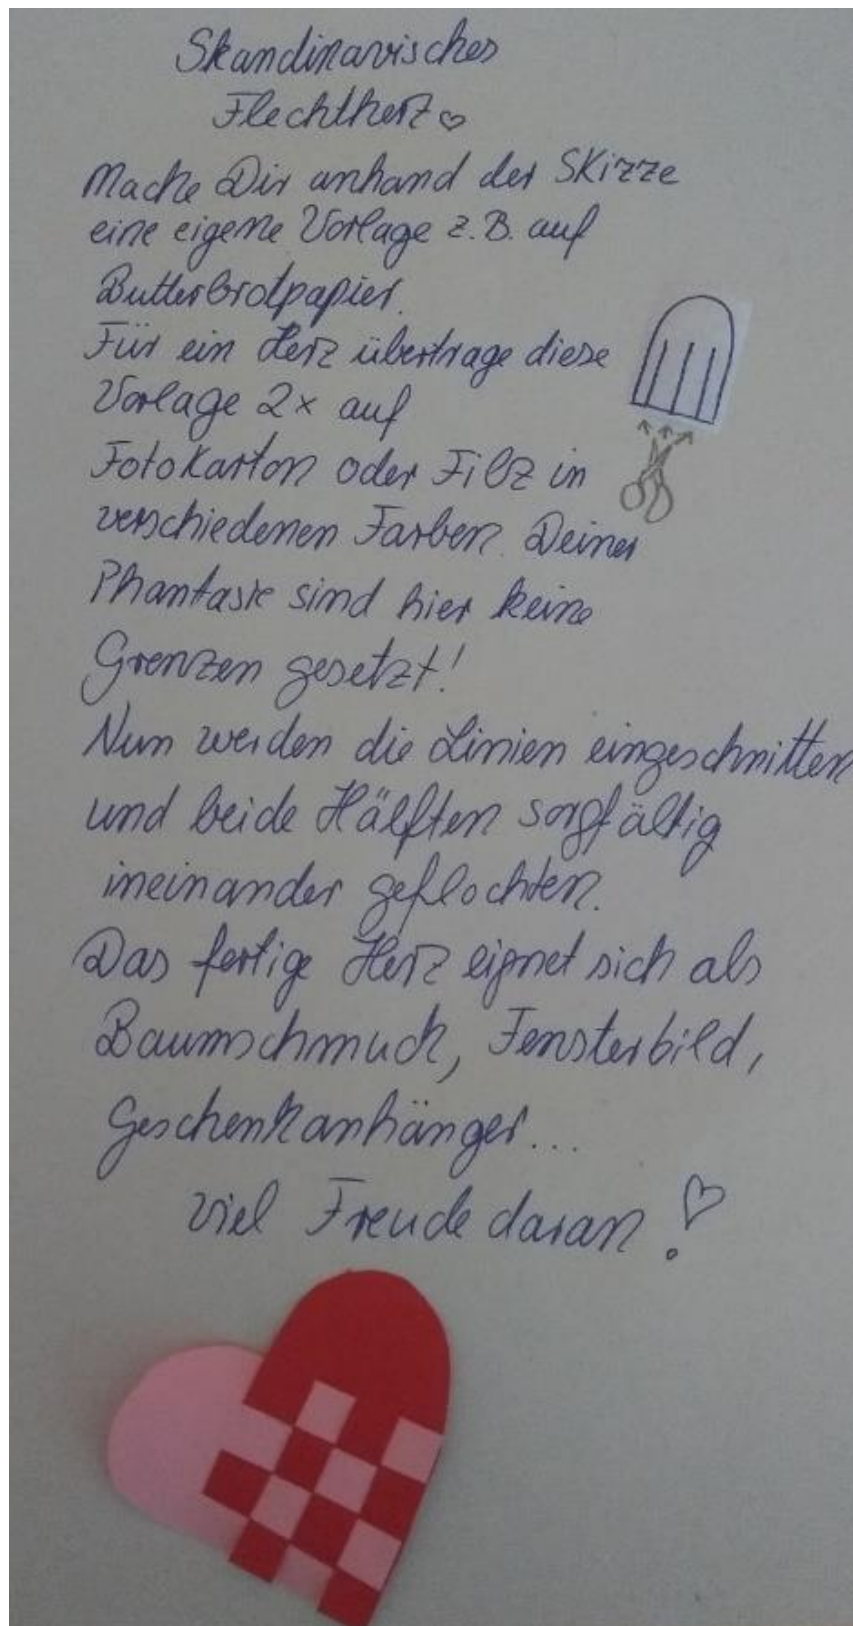 Skandinavisches
Flechtherz ♡
Mache Dir anhand der Skizze
eine eigene Vorlage z.B. auf
Butterbrotpapier.
Für ein Herz übertrage diese
Vorlage 2x auf
Fotokarton oder Filz in
verschiedenen Farben. Deiner
Phantasie sind hier keine
Grenzen gesetzt!
Nun werden die Linien eingeschnitten
und beide Hälften sorgfältig
ineinander geflochten.
Das fertige Herz eignet sich als
Baumschmuck, Fensterbild,
Geschenkanhänger...
Viel Freude daran!